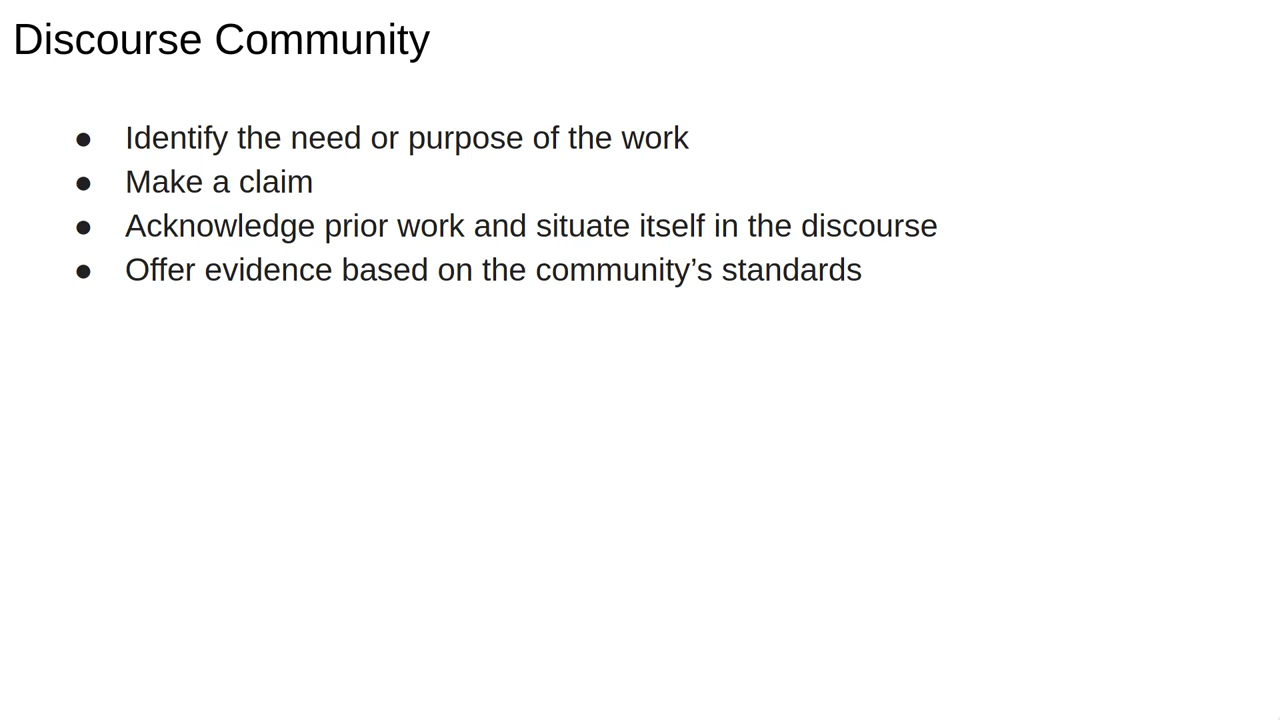 Discourse Community
● Identify the need or purpose of the work
● Make a claim
● Acknowledge prior work and situate itself in the discourse
● Offer evidence based on the community’s standards